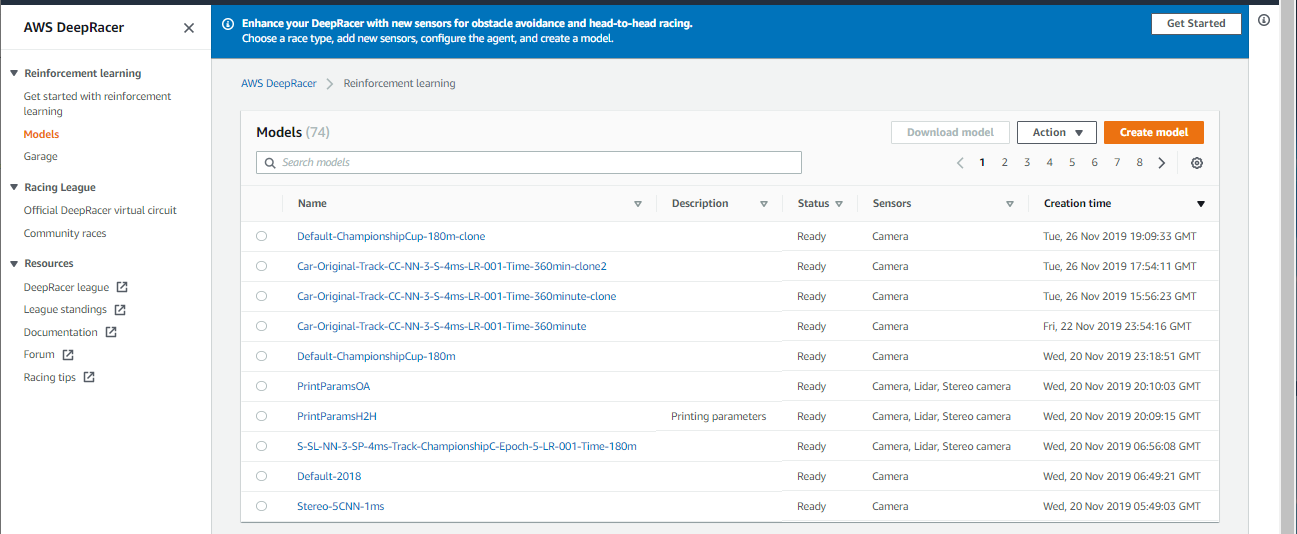 AWS DeepRacer
Enhance your DeepRacer with new sensors for obstacle avoidance and head-to-head racing.
Choose a race type, add new sensors, configure the agent, and create a model.
Get Started
Reinforcement learning
Get started with reinforcement
learning
Models
Garage
Racing League
Official DeepRacer virtual circuit
Community races
Resources
DeepRacer league
League standings
Documentation
Forum
Racing tips
AWS DeepRacer Reinforcement learning
Models (74)
Download model Action Create model
Search models
1 2 3 4 5 6 7 8
Name Description Status Sensors Creation time
Default-ChampionshipCup-180m-clone Ready Camera Tue, 26 Nov 2019 19:09:33 GMT
Car-Original-Track-CC-NN-3-S-4ms-LR-001-Time-360min-clone2 Ready Camera Tue, 26 Nov 2019 17:54:11 GMT
Car-Original-Track-CC-NN-3-S-4ms-LR-001-Time-360minute-clone Ready Camera Tue, 26 Nov 2019 15:56:23 GMT
Car-Original-Track-CC-NN-3-S-4ms-LR-001-Time-360minute Ready Camera Fri, 22 Nov 2019 23:54:16 GMT
Default-ChampionshipCup-180m Ready Camera Wed, 20 Nov 2019 23:18:51 GMT
PrintParamsOA Ready Camera, Lidar, Stereo camera Wed, 20 Nov 2019 20:10:03 GMT
PrintParamsH2H Printing parameters Ready Camera, Lidar, Stereo camera Wed, 20 Nov 2019 20:09:15 GMT
S-SL-NN-3-SP-4ms-Track-ChampionshipC-Epoch-5-LR-001-Time-180m Ready Camera, Lidar, Stereo camera Wed, 20 Nov 2019 06:56:08 GMT
Default-2018 Ready Camera Wed, 20 Nov 2019 06:49:21 GMT
Stereo-5CNN-1ms Ready Camera Wed, 20 Nov 2019 05:49:03 GMT